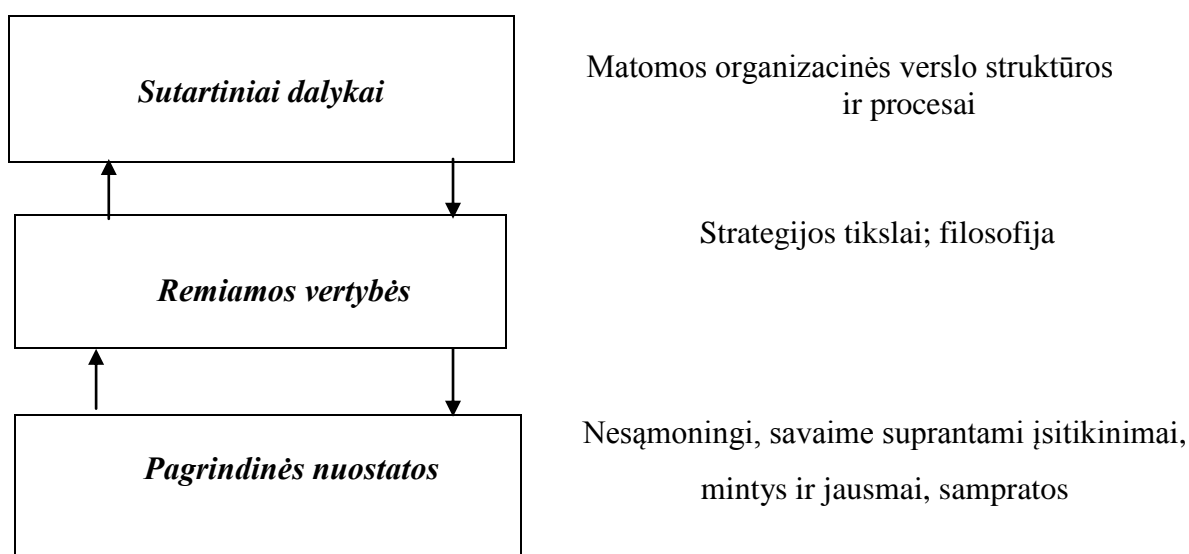 Sutartiniai dalykai
Matomos organizacinės verslo struktūros
ir procesai
Remiamos vertybės
Strategijos tikslai; filosofija
Pagrindinės nuostatos
Nesąmoningi, savaime suprantami įsitikinimai,
mintys ir jausmai, sampratos